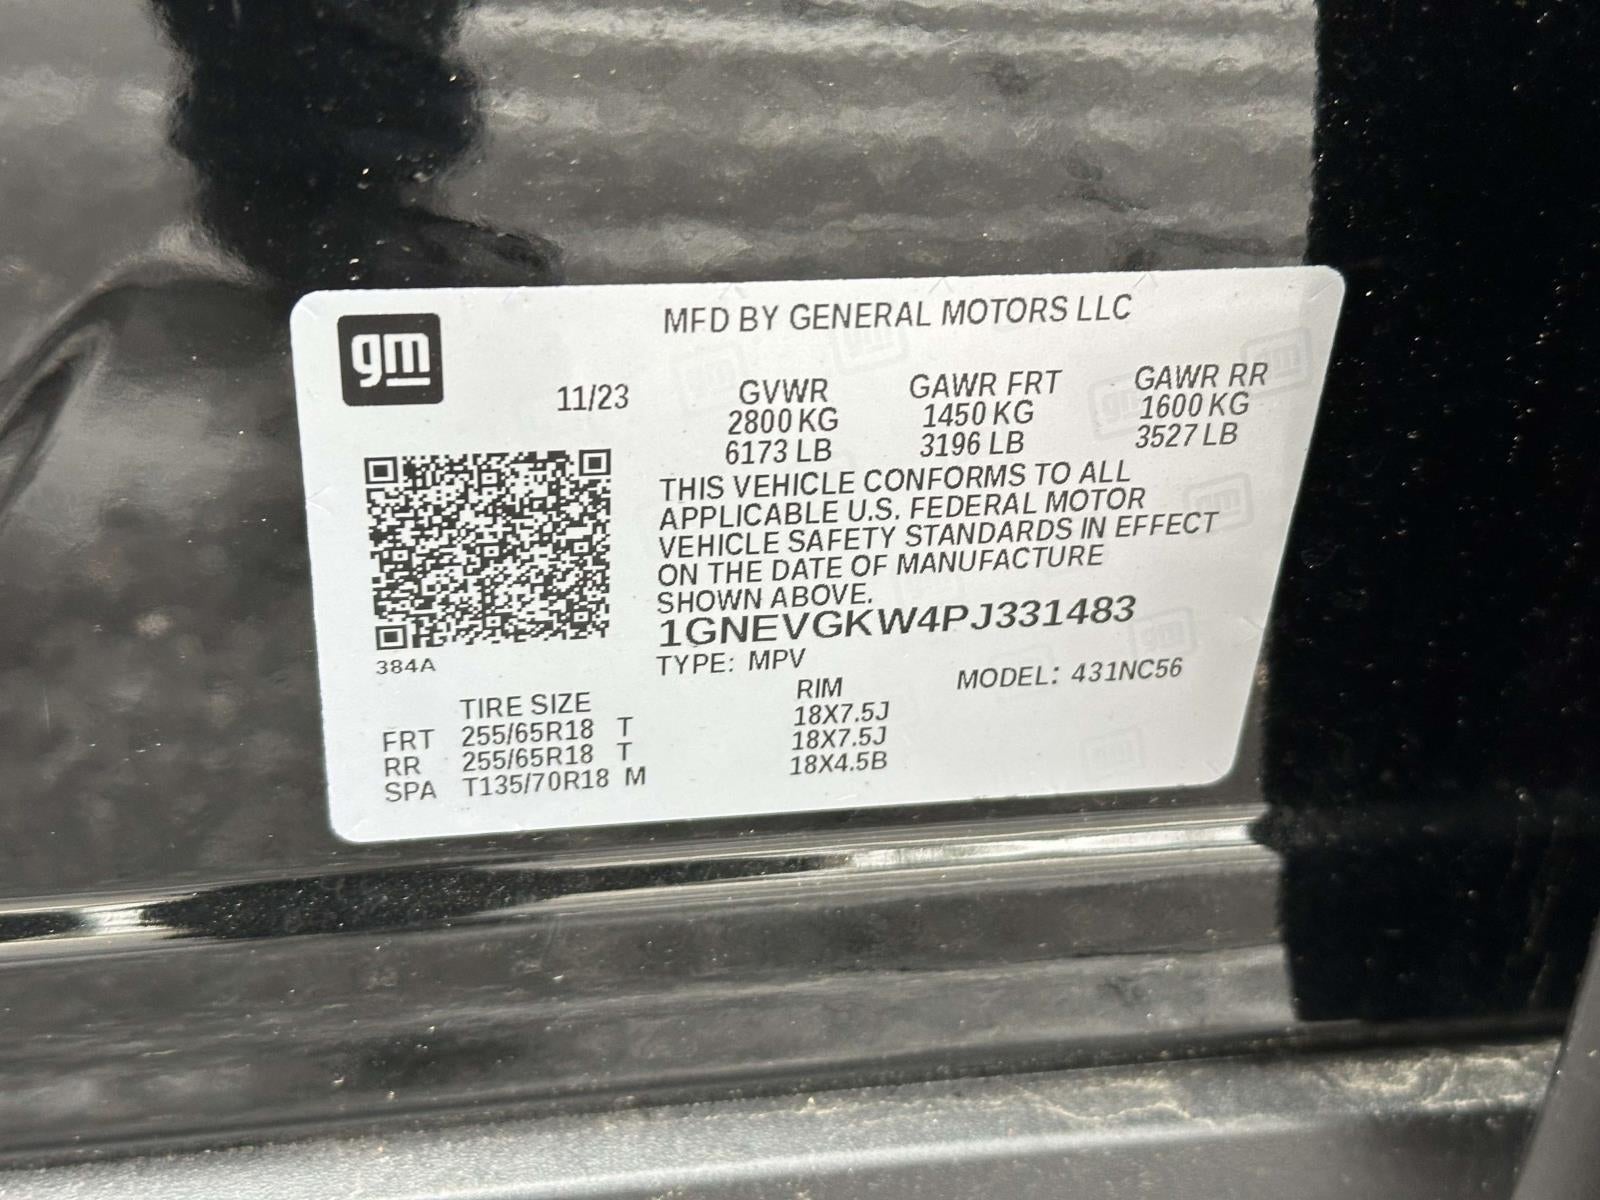 gm
MFD BY GENERAL MOTORS LLC
11/23 GVWR GAWR FRT GAWR RR
2800 KG 1450 KG 1600 KG
6173 LB 3196 LB 3527 LB
THIS VEHICLE CONFORMS TO ALL
APPLICABLE U.S. FEDERAL MOTOR
VEHICLE SAFETY STANDARDS IN EFFECT
ON THE DATE OF MANUFACTURE
SHOWN ABOVE.
1GNEVGKW4PJ331483
384A
TYPE: MPV MODEL: 431NC56
TIRE SIZE RIM
FRT 255/65R18 T 18X7.5J
RR 255/65R18 T 18X7.5J
SPA T135/70R18 M 18X4.5B